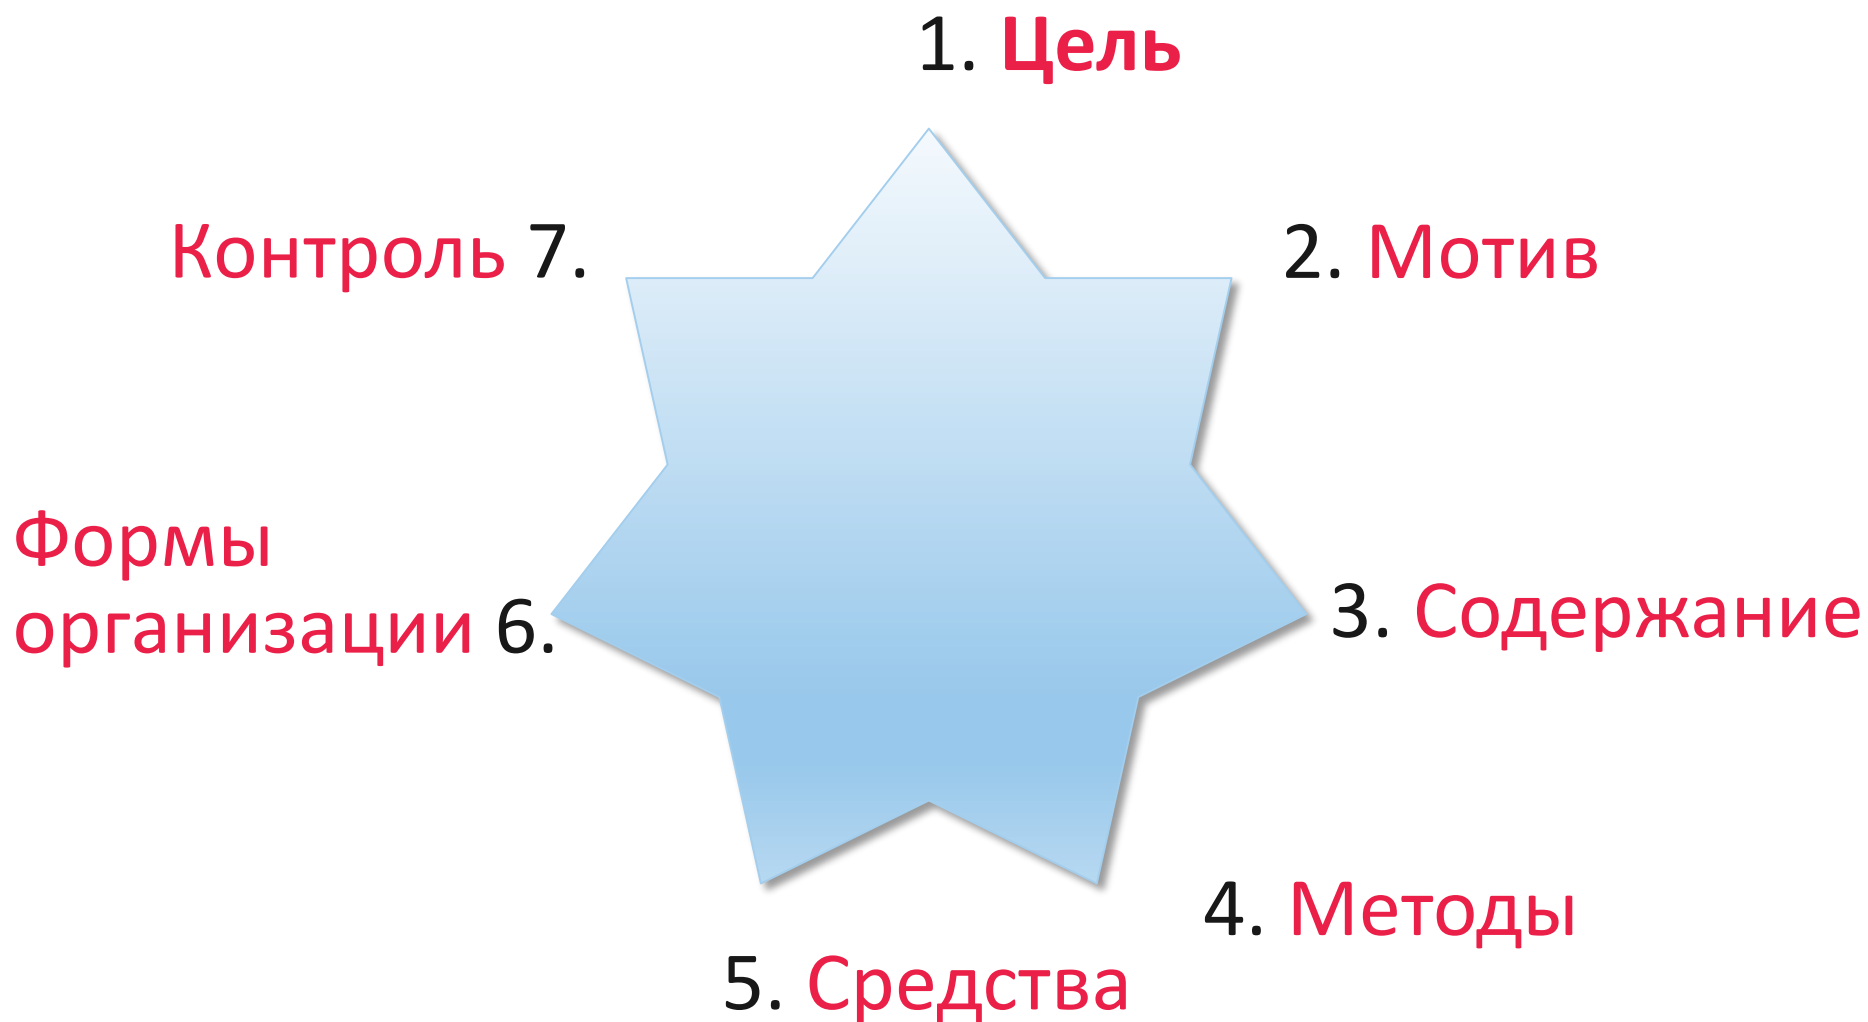 1. Цель
2. Мотив
3. Содержание
4. Методы
5. Средства
Формы
организации 6.
Контроль 7.